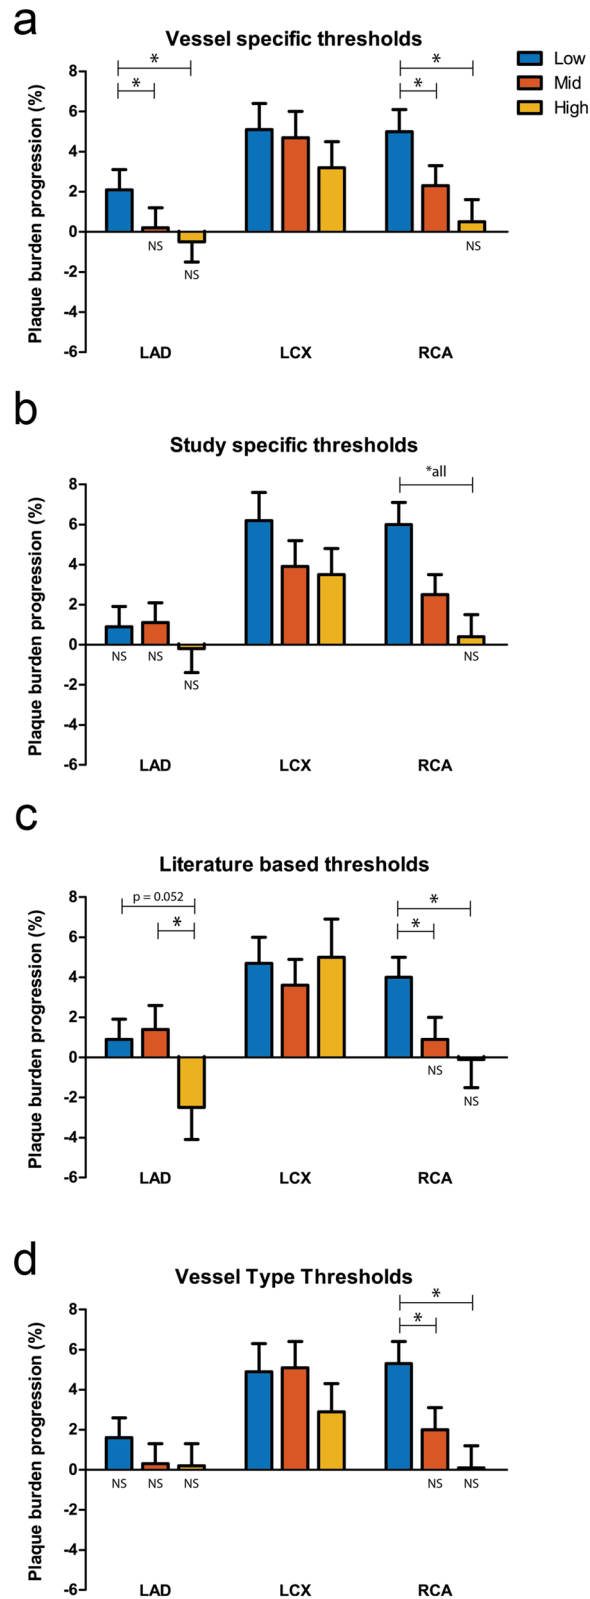 a
Vessel specific thresholds
Low
Mid
High
Plaque burden progression (%)
8
6
4
2
0
-2
-4
-6
*
*
*
*
NS
NS
NS
LAD
LCX
RCA
b
Study specific thresholds
Plaque burden progression (%)
8
6
4
2
0
-2
-4
-6
*all
NS
NS
NS
NS
LAD
LCX
RCA
c
Literature based thresholds
Plaque burden progression (%)
8
6
4
2
0
-2
-4
-6
p = 0.052
*
*
*
NS
NS
LAD
LCX
RCA
d
Vessel Type Thresholds
Plaque burden progression (%)
8
6
4
2
0
-2
-4
-6
*
*
NS
NS
NS
NS
NS
LAD
LCX
RCA